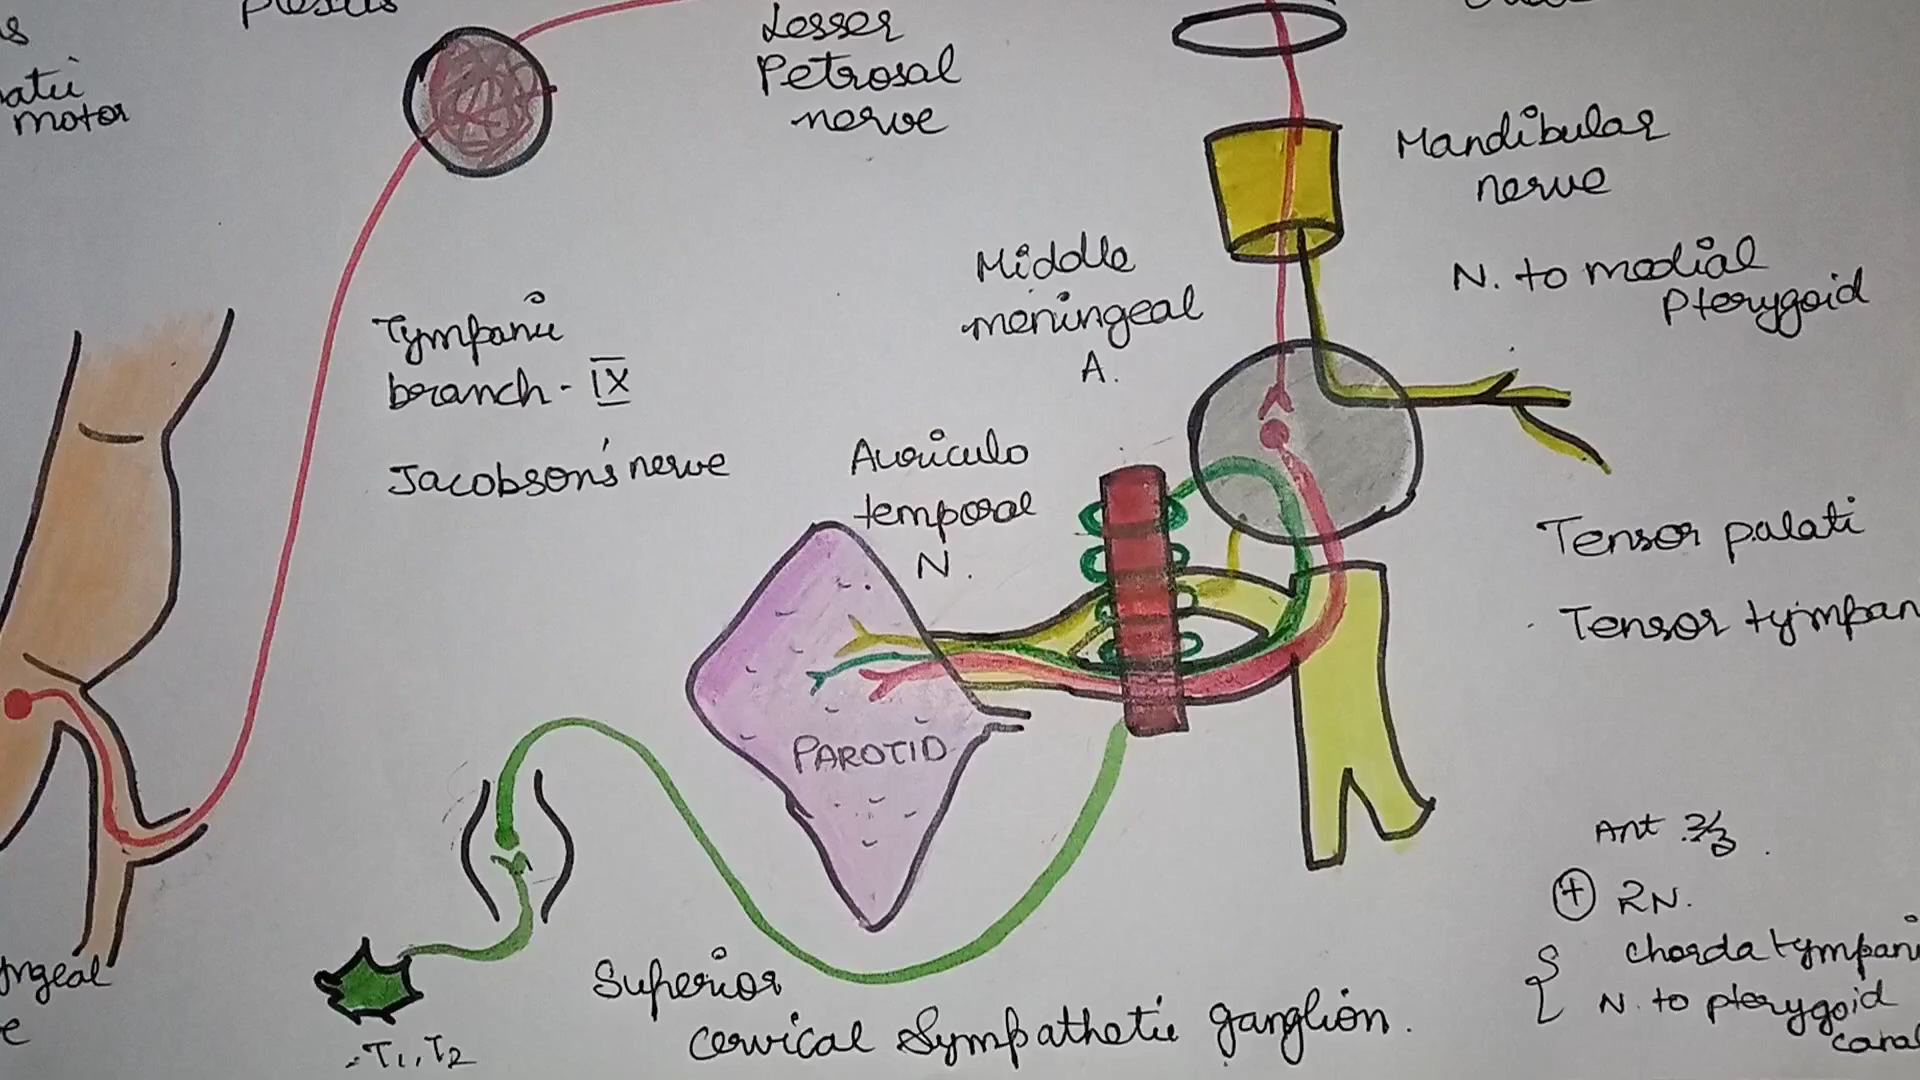 Lesser
Petrosal
nerve
motor
Mandibular
nerve
N. to medial
Pterygoid
Middle
meningeal
A.
Tympanic
branch - IX
Jacobson's nerve
Auriculo
temporal
N.
Tensor palati
Tensor tympan
PAROTID
Ant 2/3
+ RN.
chorda tympani
N. to pterygoid
canal
Superior
cervical Sympathetic ganglion.
T1, T2